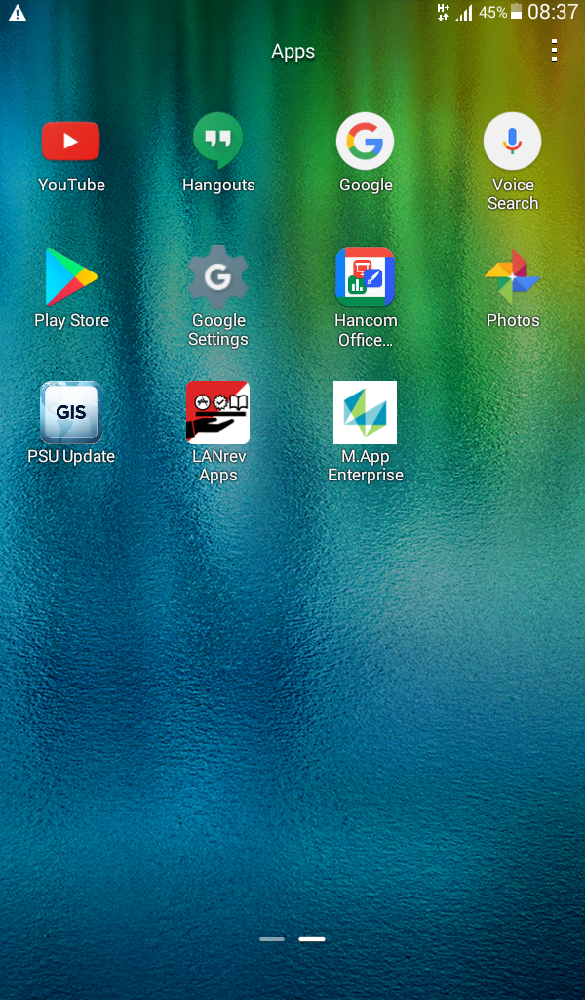 H+ 45% 08:37
Apps
YouTube
Hangouts
Google
Voice
Search
Play Store
Google
Settings
Hancom
Office...
Photos
GIS
PSU Update
LANrev
Apps
M.App
Enterprise